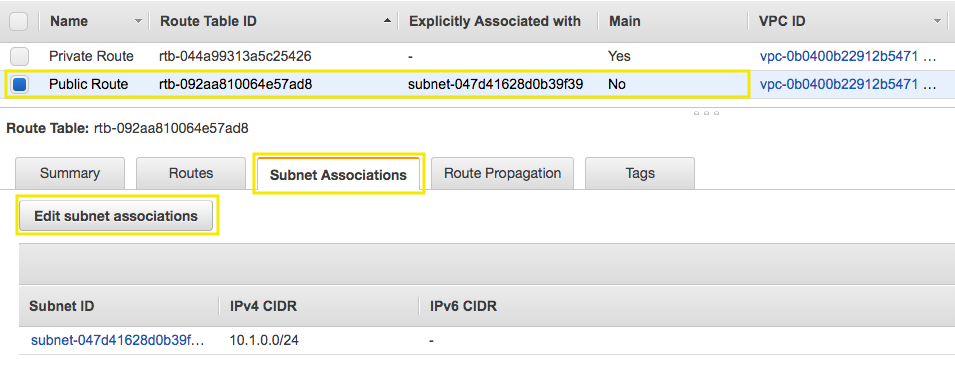 Name Route Table ID Explicitly Associated with Main VPC ID
Private Route rtb-044a99313a5c25426 - Yes vpc-0b0400b22912b5471 ...
Public Route rtb-092aa810064e57ad8 subnet-047d41628d0b39f39 No vpc-0b0400b22912b5471 ...
Route Table: rtb-092aa810064e57ad8
Summary Routes Subnet Associations Route Propagation Tags
Edit subnet associations
Subnet ID IPv4 CIDR IPv6 CIDR
subnet-047d41628d0b39f... 10.1.0.0/24 -